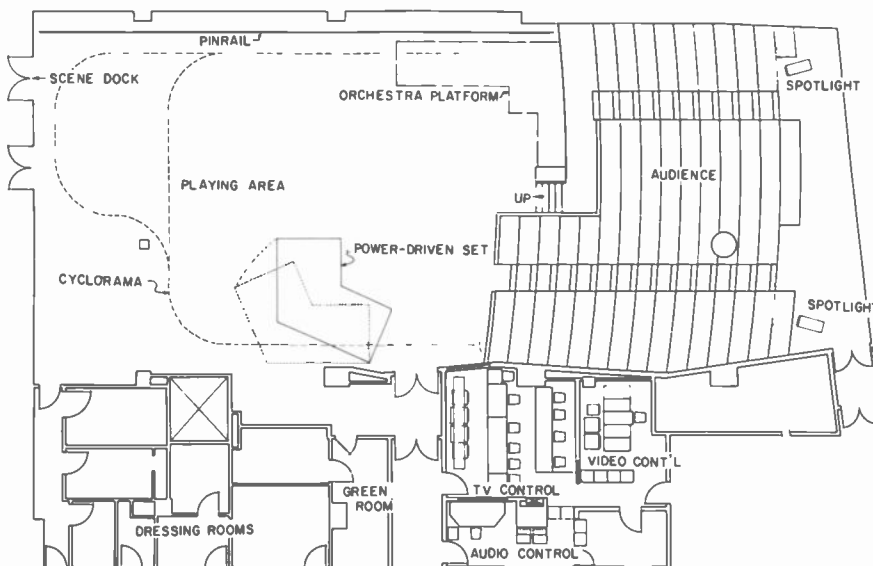 PINRAIL
SCENE DOCK
SPOTLIGHT
ORCHESTRA PLATFORM
AUDIENCE
PLAYING AREA
UP
POWER-DRIVEN SET
CYCLORAMA
SPOTLIGHT
VIDEO CONT'L
TV CONTROL
GREEN
ROOM
DRESSING ROOMS
AUDIO CONTROL